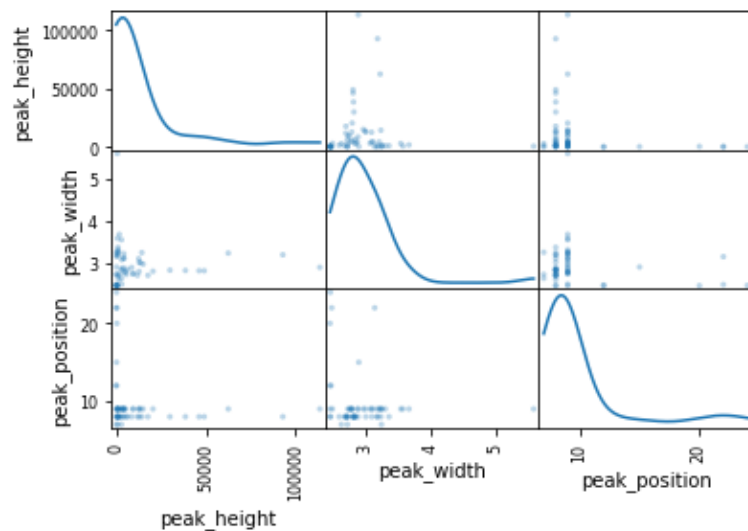 peak_height
100000
50000
0
peak_width
5
4
3
peak_position
20
10
0
50000
100000
3
4
5
10
20
peak_height
peak_width
peak_position